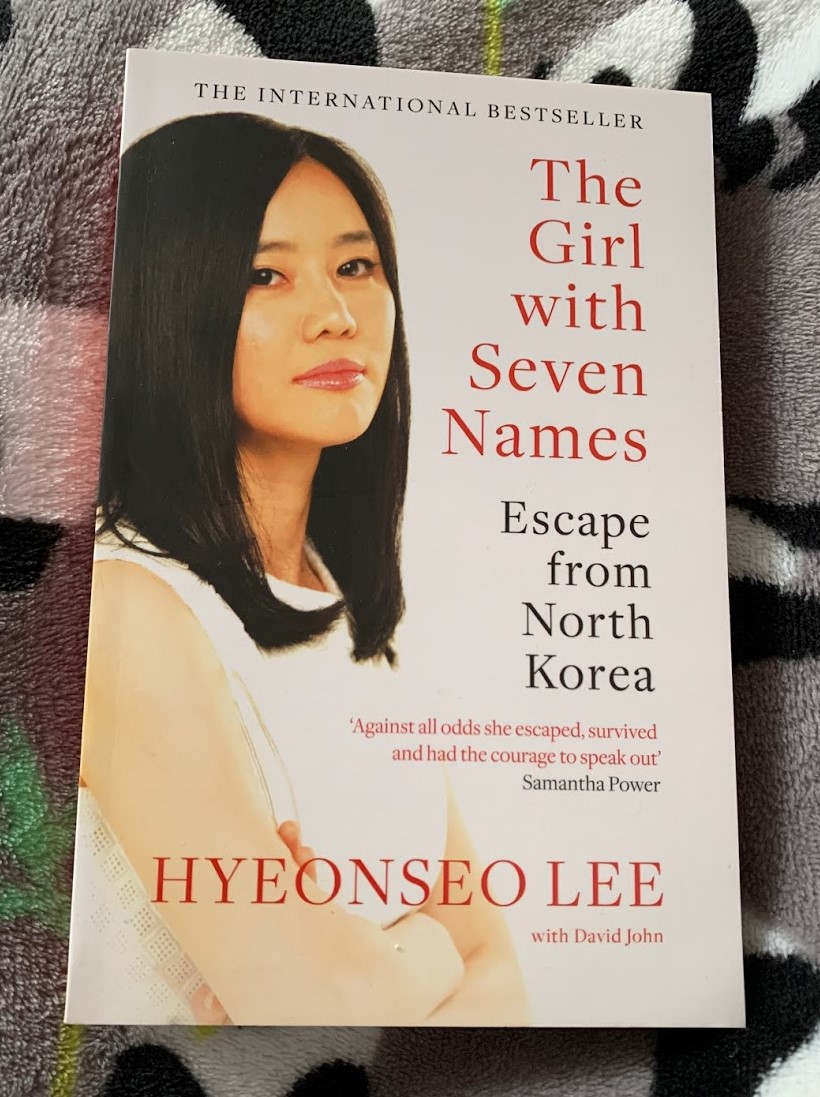 THE INTERNATIONAL BESTSELLER
The
Girl
with
Seven
Names
Escape
from
North
Korea
‘Against all odds she escaped, survived
and had the courage to speak out’
Samantha Power
HYEONSEO LEE
with David John